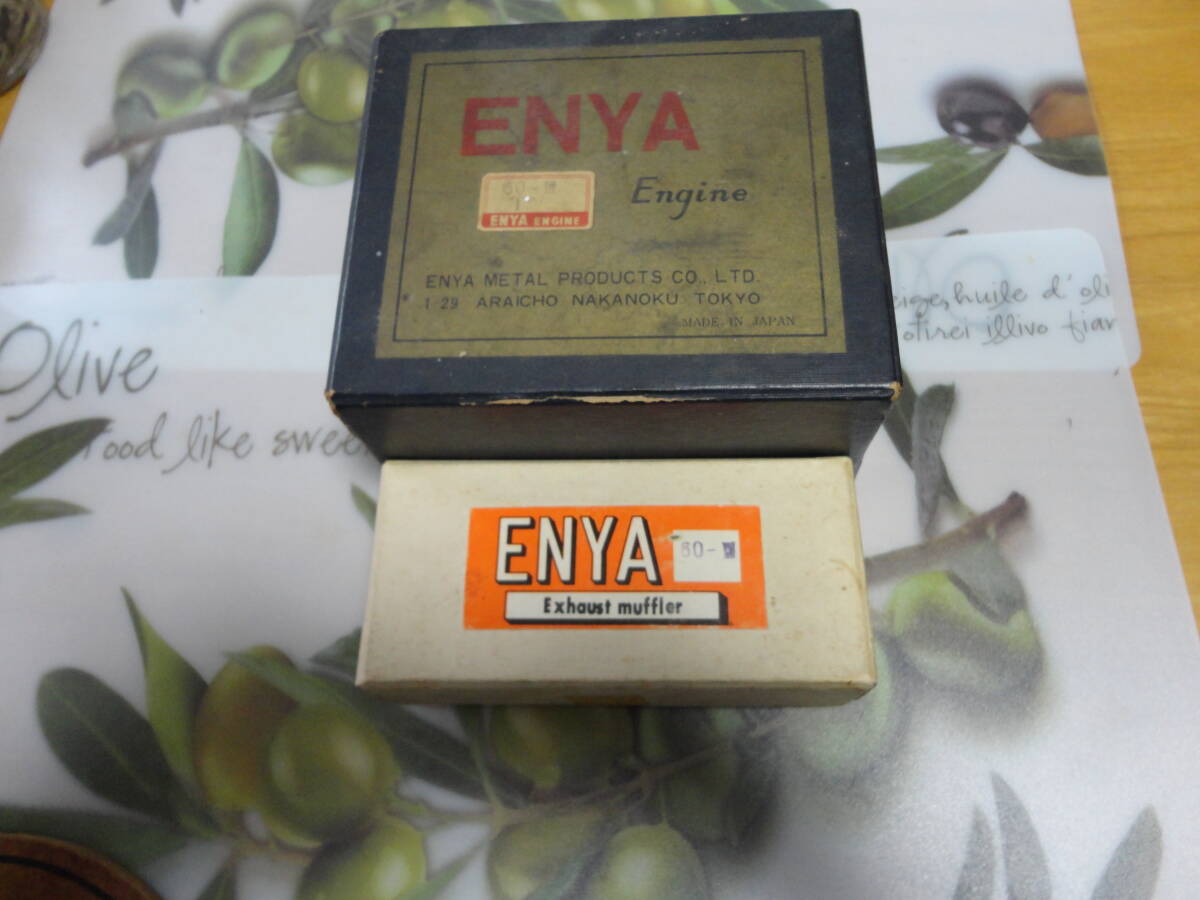 ENYA
60-
ENYA ENGINE
Engine
ENYA METAL PRODUCTS CO., LTD.
1-29 ARAICHO NAKANOKU TOKYO
MADE IN JAPAN
huile d'oli
Olive
food like swee
ENYA
60-
Exhaust muffler